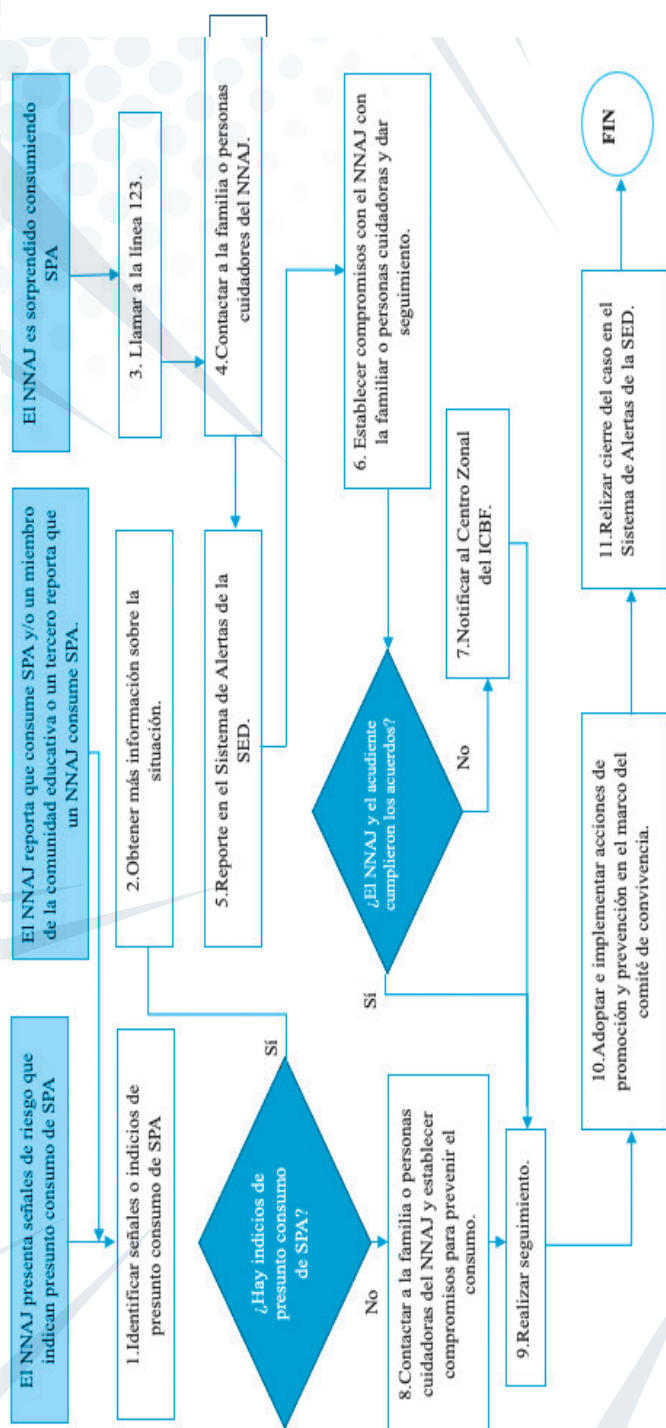 El NNAJ presenta señales de riesgo que
indican presunto consumo de SPA
El NNAJ reporta que consume SPA y/o un miembro
de la comunidad educativa o un tercero reporta que
un NNAJ consume SPA.
El NNAJ es sorprendido consumiendo
SPA
1.Identificar señales o indicios de
presunto consumo de SPA
2.Obtener más información sobre la
situación.
3. Llamar a la línea 123.
¿Hay indicios de
presunto consumo
de SPA?
Sí
No
5.Reporte en el Sistema de Alertas de la
SED.
4.Contactar a la familia o personas
cuidadores del NNAJ.
8.Contactar a la familia o personas
cuidadoras del NNAJ y establecer
compromisos para prevenir el
consumo.
¿El NNAJ y el acudiente
cumplieron los acuerdos?
Sí
No
6. Establecer compromisos con el NNAJ con
la familiar o personas cuidadoras y dar
seguimiento.
7.Notificar al Centro Zonal
del ICBF.
9.Realizar seguimiento.
10.Adoptar e implementar acciones de
promoción y prevención en el marco del
comité de convivencia.
11.Relizar cierre del caso en el
Sistema de Alertas de la SED.
FIN